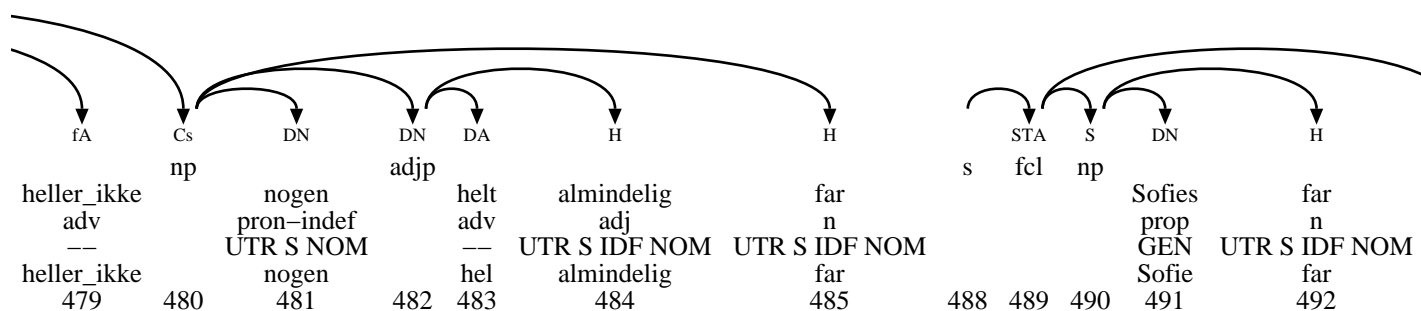 fA Cs DN DN DA H H STA S DN H
np adjp s fcl np
heller_ikke nogen helt almindelig far Sofies far
adv pron−indef adv adj n prop n
−− UTR S NOM −− UTR S IDF NOM UTR S IDF NOM GEN UTR S IDF NOM
heller_ikke nogen hel almindelig far Sofie far
479 480 481 482 483 484 485 488 489 490 491 492